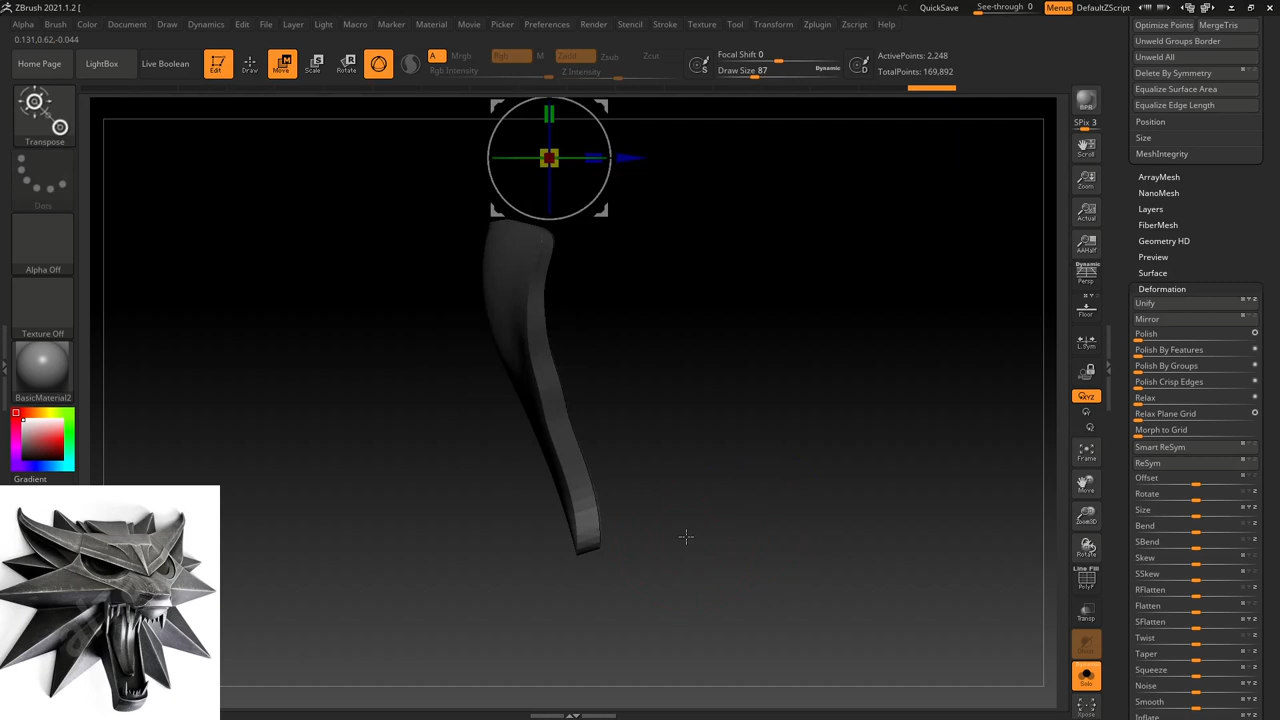 ZBrush 2021.1.2 [
AC QuickSave See-through 0 Menus DefaultZScript
Alpha Brush Color Document Draw Dynamics Edit File Layer Light Macro Marker Material Movie Picker Preferences Render Stencil Stroke Texture Tool Transform Zplugin Zscript Help
0.131,0.62,-0.044
Home Page LightBox Live Boolean Edit Draw Move Scale Rotate
A Mrgb Rgb M Zadd Zsub Zcut
Rgb Intensity Z Intensity
Focal Shift 0
Draw Size 87 Dynamic
ActivePoints: 2,248
TotalPoints: 169,892
Transpose
Dots
Alpha Off
Texture Off
BasicMaterial2
Gradient
BPR
SPix 3
Scroll
Zoom
Actual
AAHalf
Dynamic
Persp
Floor
L.Sym
XYZ
Frame
Move
Zoom3D
Rotate
Line Fill
PolyF
Transp
Ghost
Dynamic
Solo
Xpose
Optimize Points MergeTris
Unweld Groups Border
Unweld All
Delete By Symmetry
Equalize Surface Area
Equalize Edge Length
Position
Size
MeshIntegrity
ArrayMesh
NanoMesh
Layers
FiberMesh
Geometry HD
Preview
Surface
Deformation
Unify
Mirror
Polish
Polish By Features
Polish By Groups
Polish Crisp Edges
Relax
Relax Plane Grid
Morph to Grid
Smart ReSym
ReSym
Offset
Rotate
Size
Bend
SBend
Skew
SSkew
RFlatten
Flatten
SFlatten
Twist
Taper
Squeeze
Noise
Smooth
Inflate